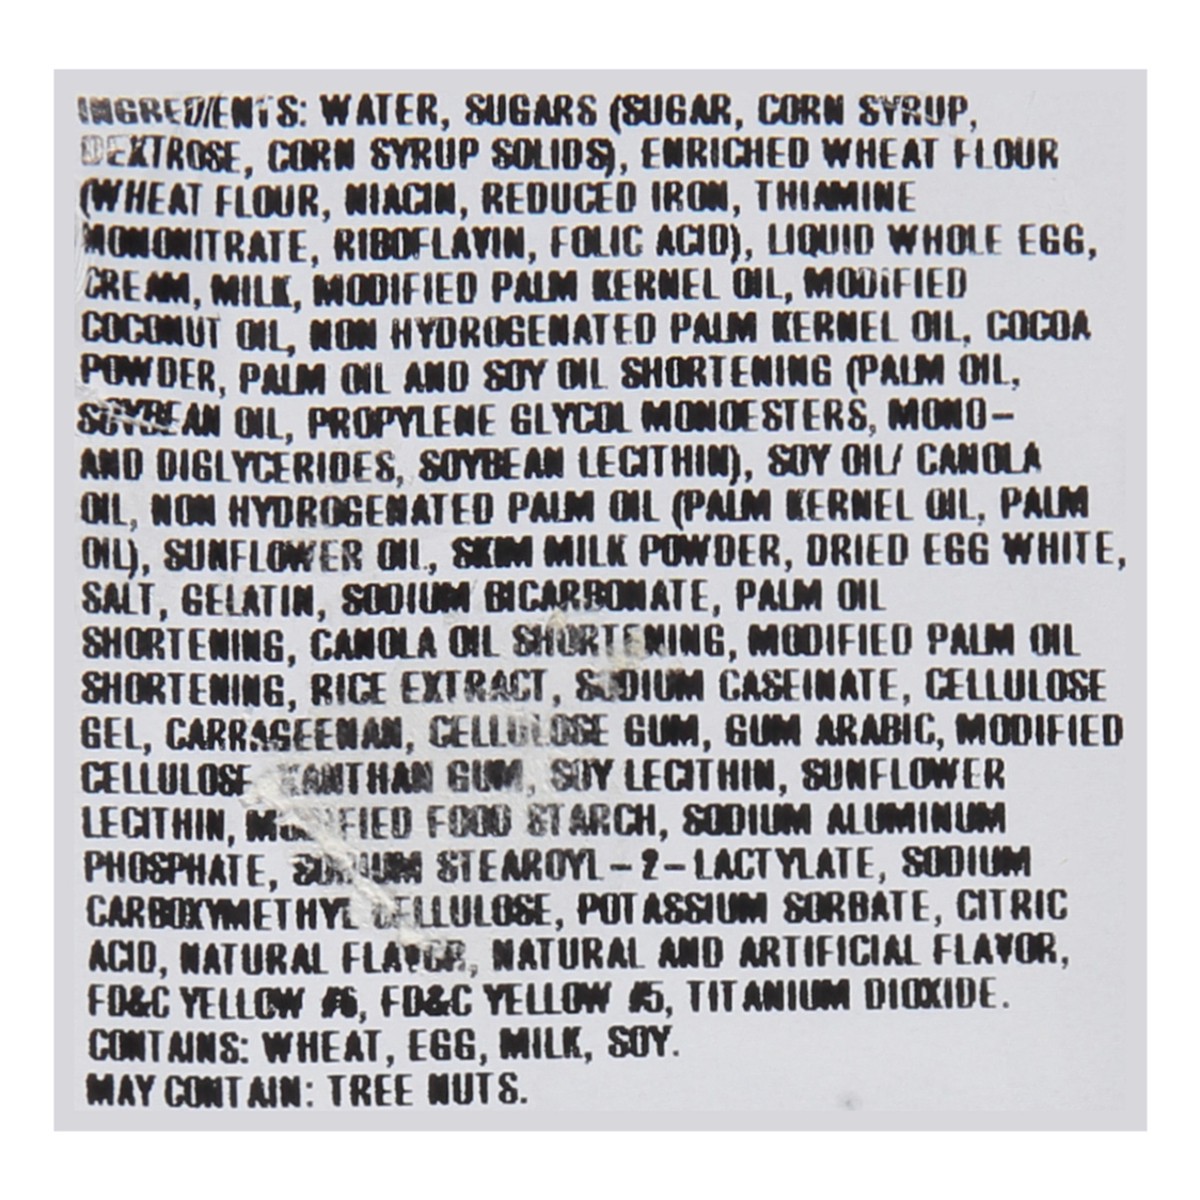 INGREDIENTS: WATER, SUGARS (SUGAR, CORN SYRUP,
DEXTROSE, CORN SYRUP SOLIDS), ENRICHED WHEAT FLOUR
(WHEAT FLOUR, NIACIN, REDUCED IRON, THIAMINE
MONONITRATE, RIBOFLAVIN, FOLIC ACID), LIQUID WHOLE EGG,
CREAM, MILK, MODIFIED PALM KERNEL OIL, MODIFIED
COCONUT OIL, NON HYDROGENATED PALM KERNEL OIL, COCOA
POWDER, PALM OIL AND SOY OIL SHORTENING (PALM OIL,
SOYBEAN OIL, PROPYLENE GLYCOL MONOESTERS, MONO-
AND DIGLYCERIDES, SOYBEAN LECITHIN), SOY OIL/ CANOLA
OIL, NON HYDROGENATED PALM OIL (PALM KERNEL OIL, PALM
OIL), SUNFLOWER OIL, SKIM MILK POWDER, DRIED EGG WHITE,
SALT, GELATIN, SODIUM BICARBONATE, PALM OIL
SHORTENING, CANOLA OIL SHORTENING, MODIFIED PALM OIL
SHORTENING, RICE EXTRACT, SODIUM CASEINATE, CELLULOSE
GEL, CARRAGEENAN, CELLULOSE GUM, GUM ARABIC, MODIFIED
CELLULOSE, XANTHAN GUM, SOY LECITHIN, SUNFLOWER
LECITHIN, MODIFIED FOOD STARCH, SODIUM ALUMINUM
PHOSPHATE, SODIUM STEAROYL-2-LACTYLATE, SODIUM
CARBOXYMETHYL CELLULOSE, POTASSIUM SORBATE, CITRIC
ACID, NATURAL FLAVOR, NATURAL AND ARTIFICIAL FLAVOR,
FD&C YELLOW #6, FD&C YELLOW #5, TITANIUM DIOXIDE.
CONTAINS: WHEAT, EGG, MILK, SOY.
MAY CONTAIN: TREE NUTS.